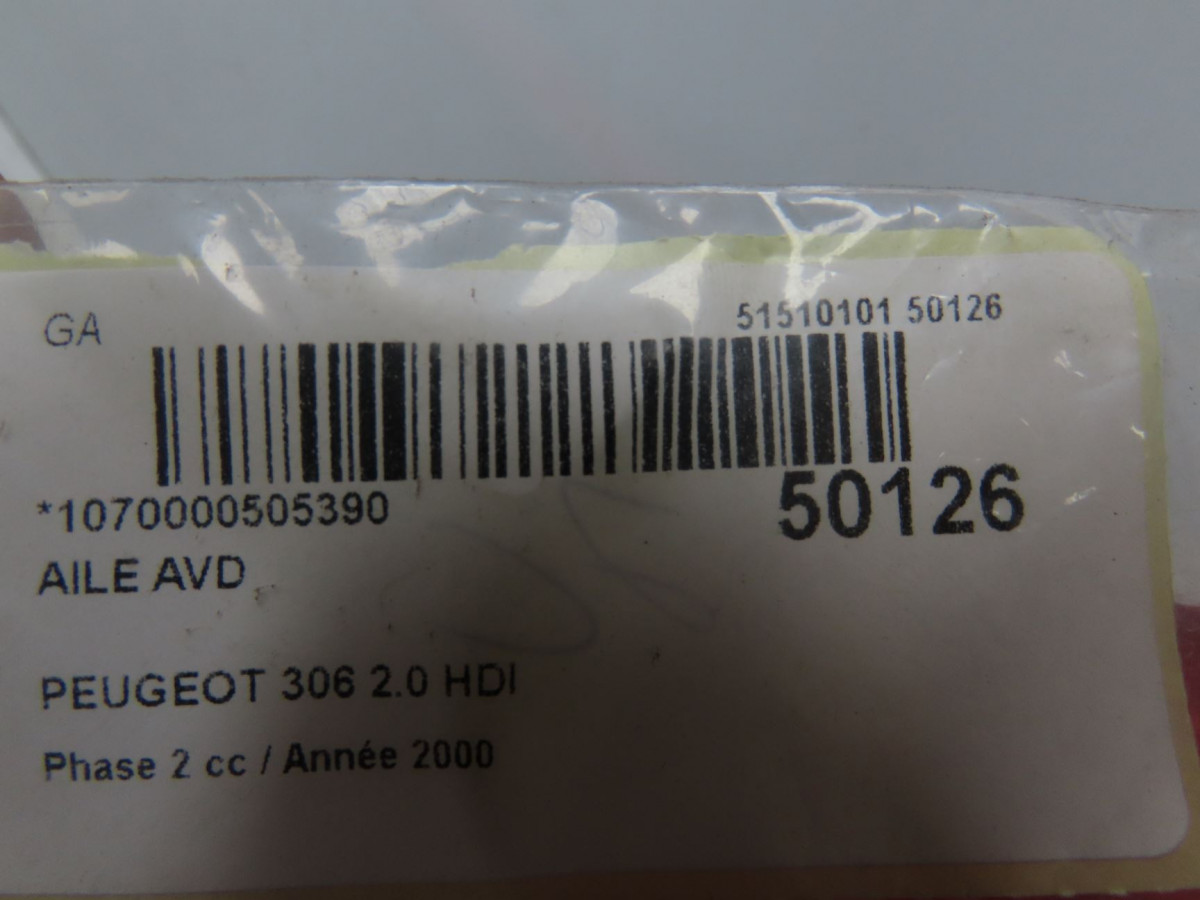 GA
51510101 50126
*1070000505390
50126
AILE AVD
PEUGEOT 306 2.0 HDI
Phase 2 cc / Année 2000